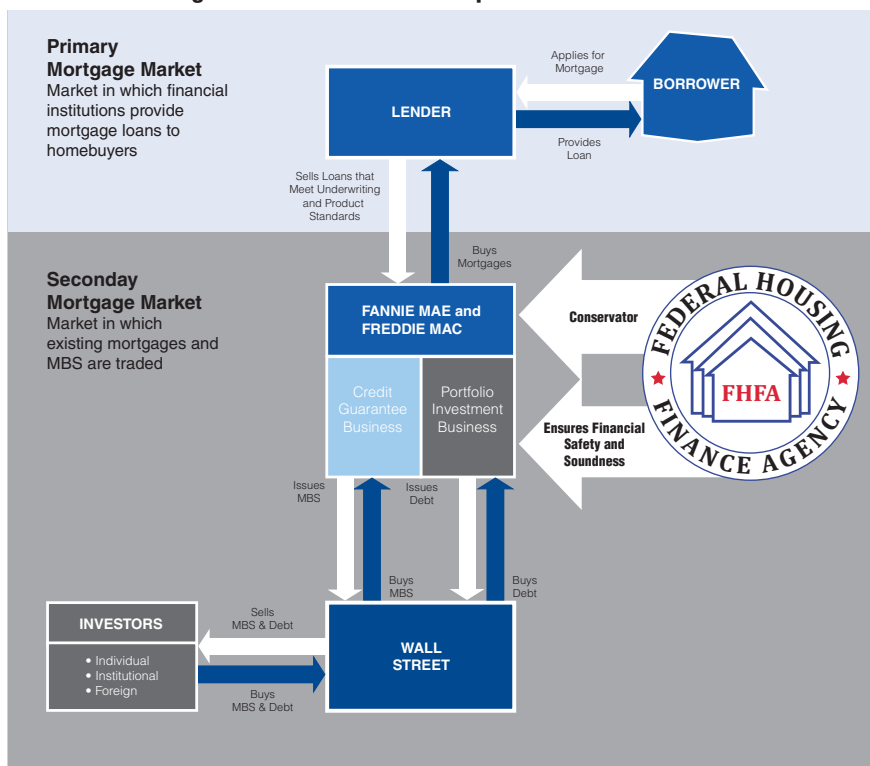 Primary
Mortgage Market
Market in which financial
institutions provide
mortgage loans to
homebuyers
LENDER
Applies for
Mortgage
BORROWER
Provides
Loan
Sells Loans that
Meet Underwriting
and Product
Standards
Buys
Mortgages
Seconday
Mortgage Market
Market in which
existing mortgages and
MBS are traded
FANNIE MAE and
FREDDIE MAC
Credit
Guarantee
Business
Portfolio
Investment
Business
Conservator
Ensures Financial
Safety and
Soundness
FEDERAL HOUSING
FHFA
FINANCE AGENCY
Issues
MBS
Issues
Debt
Buys
MBS
Buys
Debt
INVESTORS
• Individual
• Institutional
• Foreign
Sells
MBS & Debt
Buys
MBS & Debt
WALL
STREET